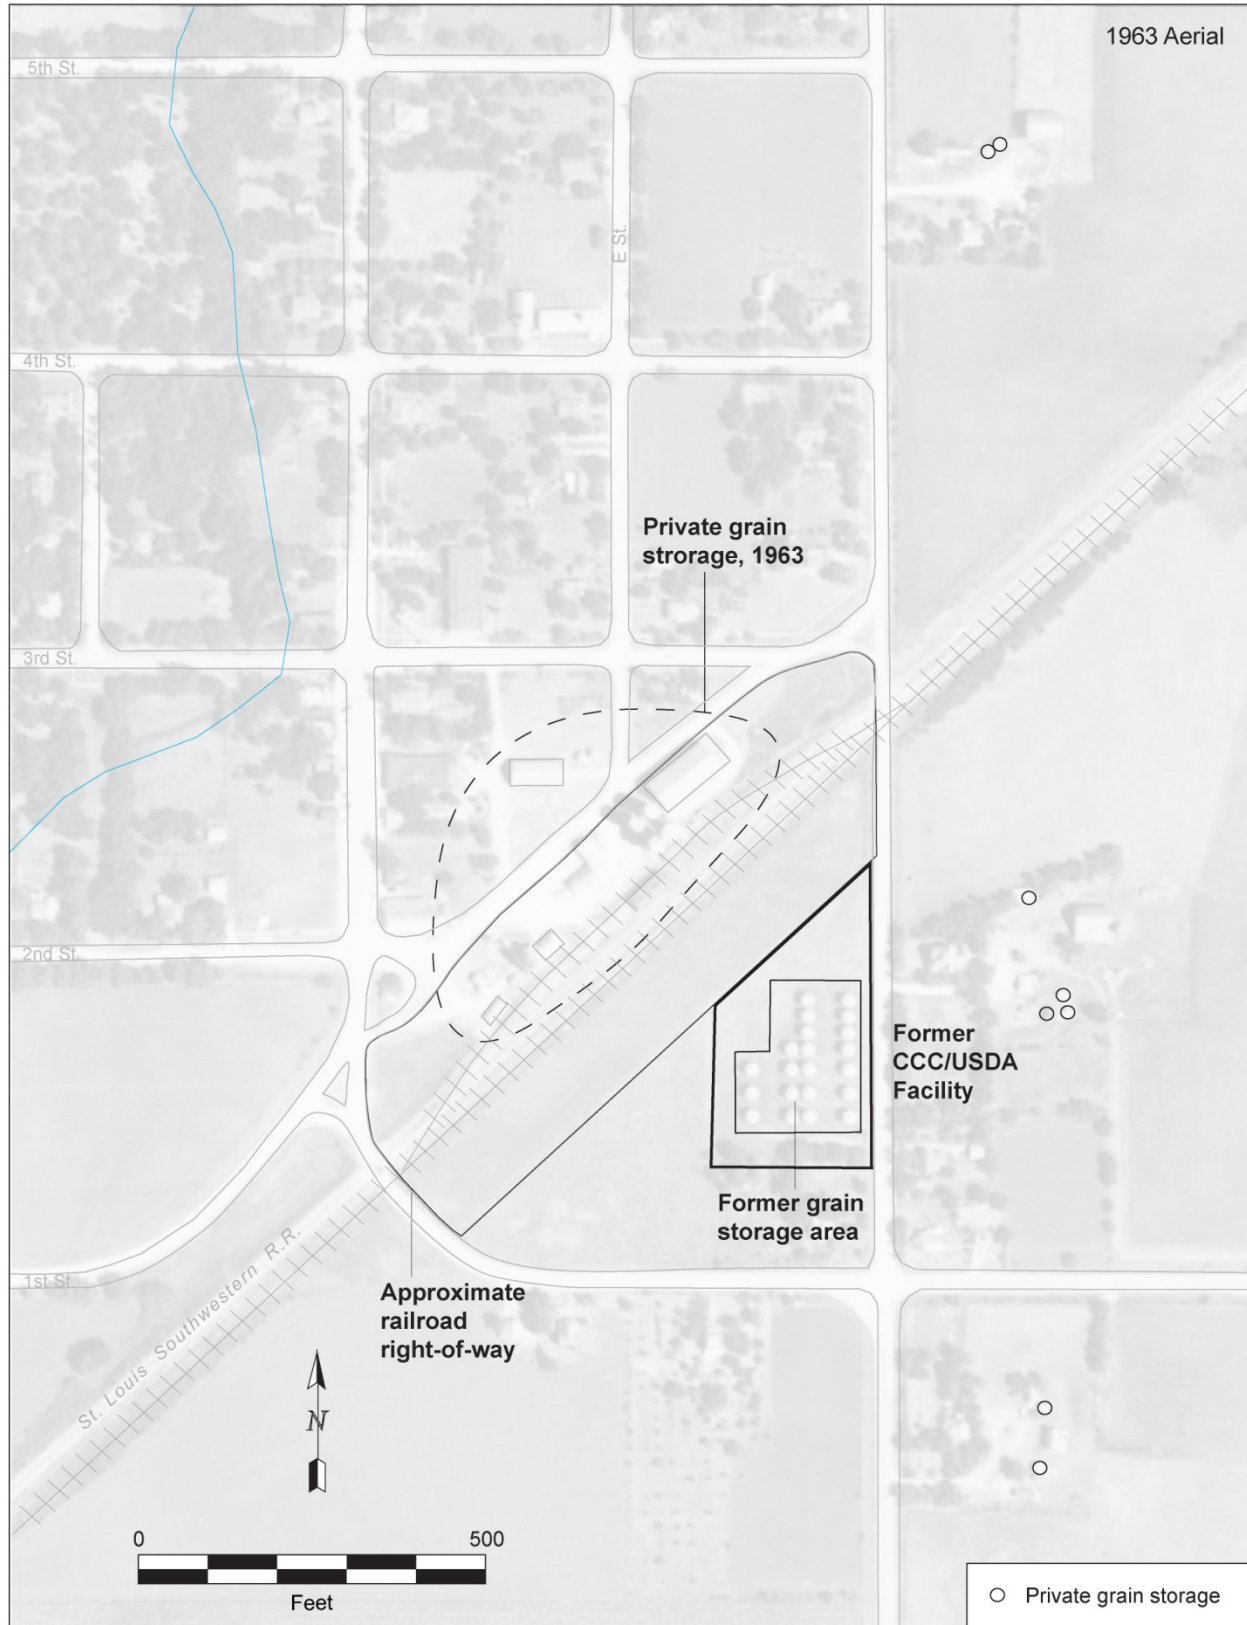 1963 Aerial
5th St.
E St.
4th St.
Private grain
strorage, 1963
3rd St.
2nd St.
Former
CCC/USDA
Facility
Former grain
storage area
1st St.
St. Louis Southwestern R.R.
Approximate
railroad
right-of-way
N
0 500
Feet
Private grain storage